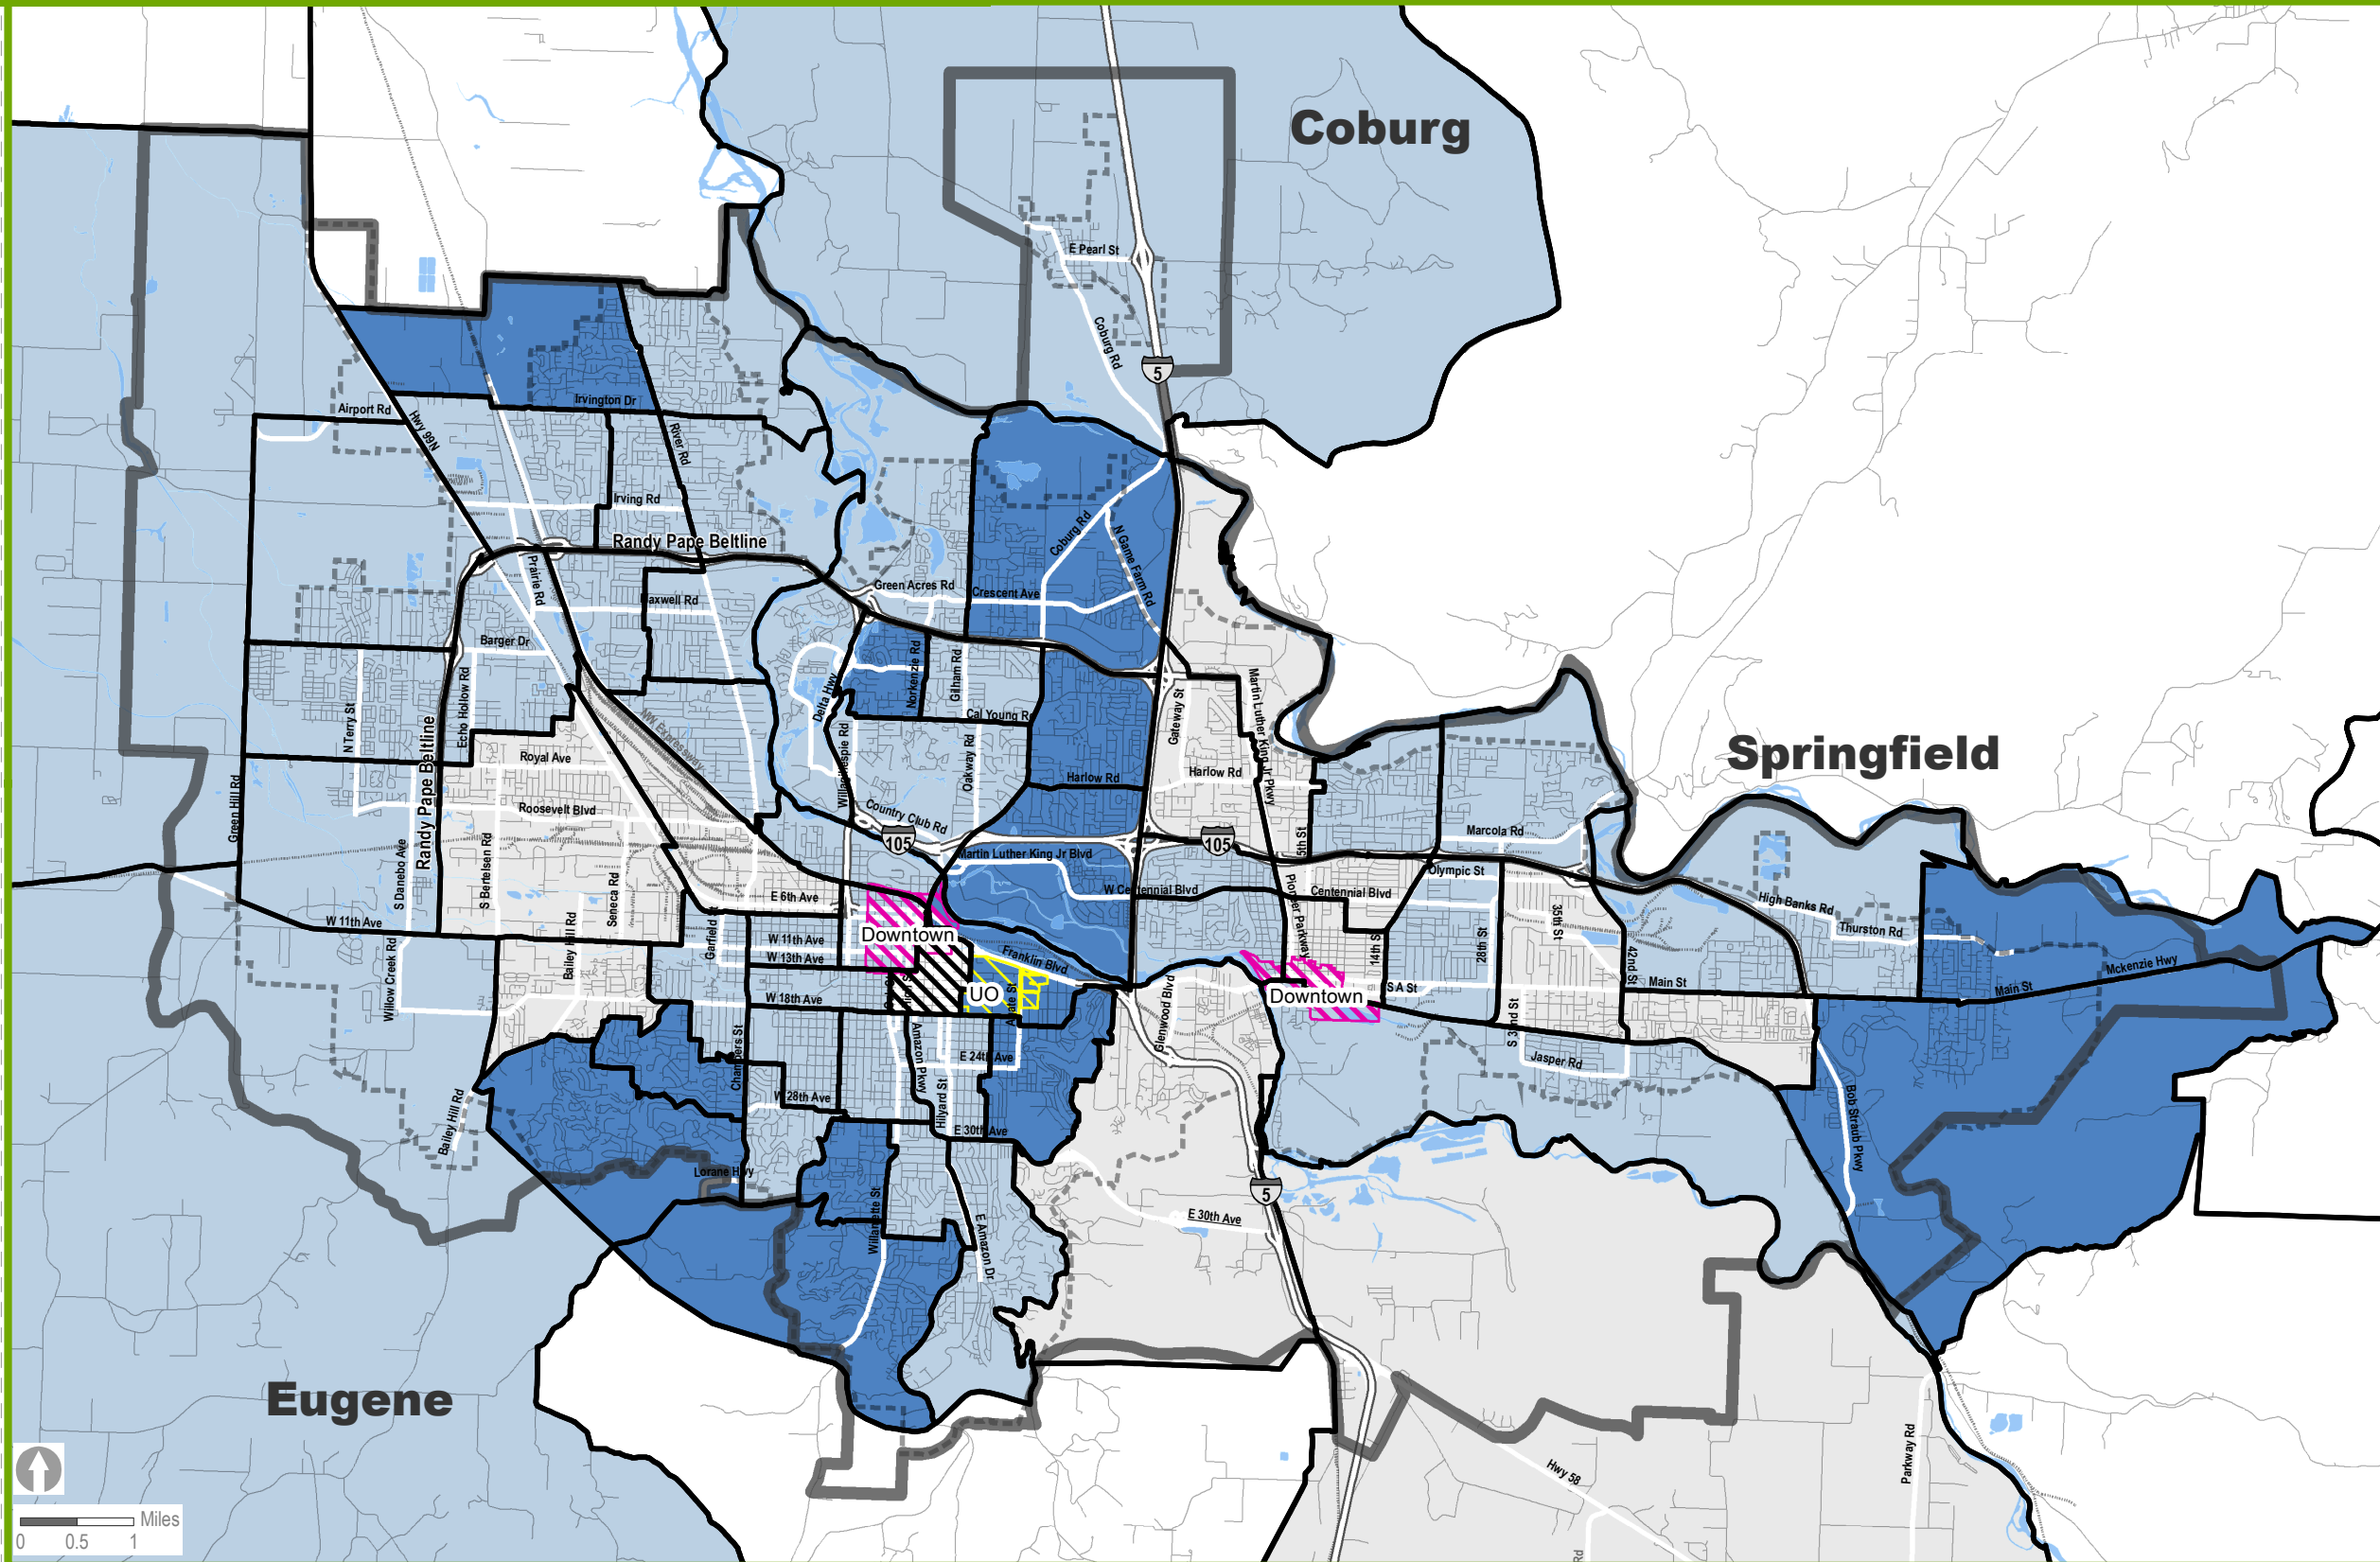 Coburg
E Pearl St
Coburg Rd
5
Airport Rd
Hwy 99N
Irvington Dr
River Rd
Irving Rd
Randy Pape Beltline
Coburg Rd
N Game Farm Rd
Prairie Rd
Green Acres Rd
Crescent Ave
Barger Dr
Echo Hollow Rd
N Terry St
Randy Pape Beltline
Norkenzie Rd
Gilham Rd
Delta Hwy
Cal Young Rd
Gateway St
Martin Luther King Jr Pkwy
NW Expressway
Royal Ave
Oakway Rd
Harlow Rd
Harlow Rd
Springfield
Green Hill Rd
Roosevelt Blvd
Country Club Rd
105
105
5th St
Marcola Rd
S Danebo Ave
S Bertelsen Rd
Seneca Rd
Martin Luther King Jr Blvd
W Centennial Blvd
Centennial Blvd
Olympic St
E 6th Ave
Pioneer Parkway
High Banks Rd
Thurston Rd
W 11th Ave
Bailey Hill Rd
Garfield St
W 11th Ave
Downtown
W 13th Ave
Franklin Blvd
14th St
28th St
35th St
42nd St
Mckenzie Hwy
Willow Creek Rd
W 18th Ave
UO
Downtown
S A St
Main St
Main St
Glenwood Blvd
S 32nd St
Chambers St
Amazon Pkwy
E 24th Ave
Jasper Rd
W 28th Ave
Hilyard St
Bailey Hill Rd
E 30th Ave
Bob Straub Pkwy
Lorane Hwy
5
Willamette St
E Amazon Dr
E 30th Ave
Eugene
Hwy 58
Parkway Rd
Miles
0 0.5 1